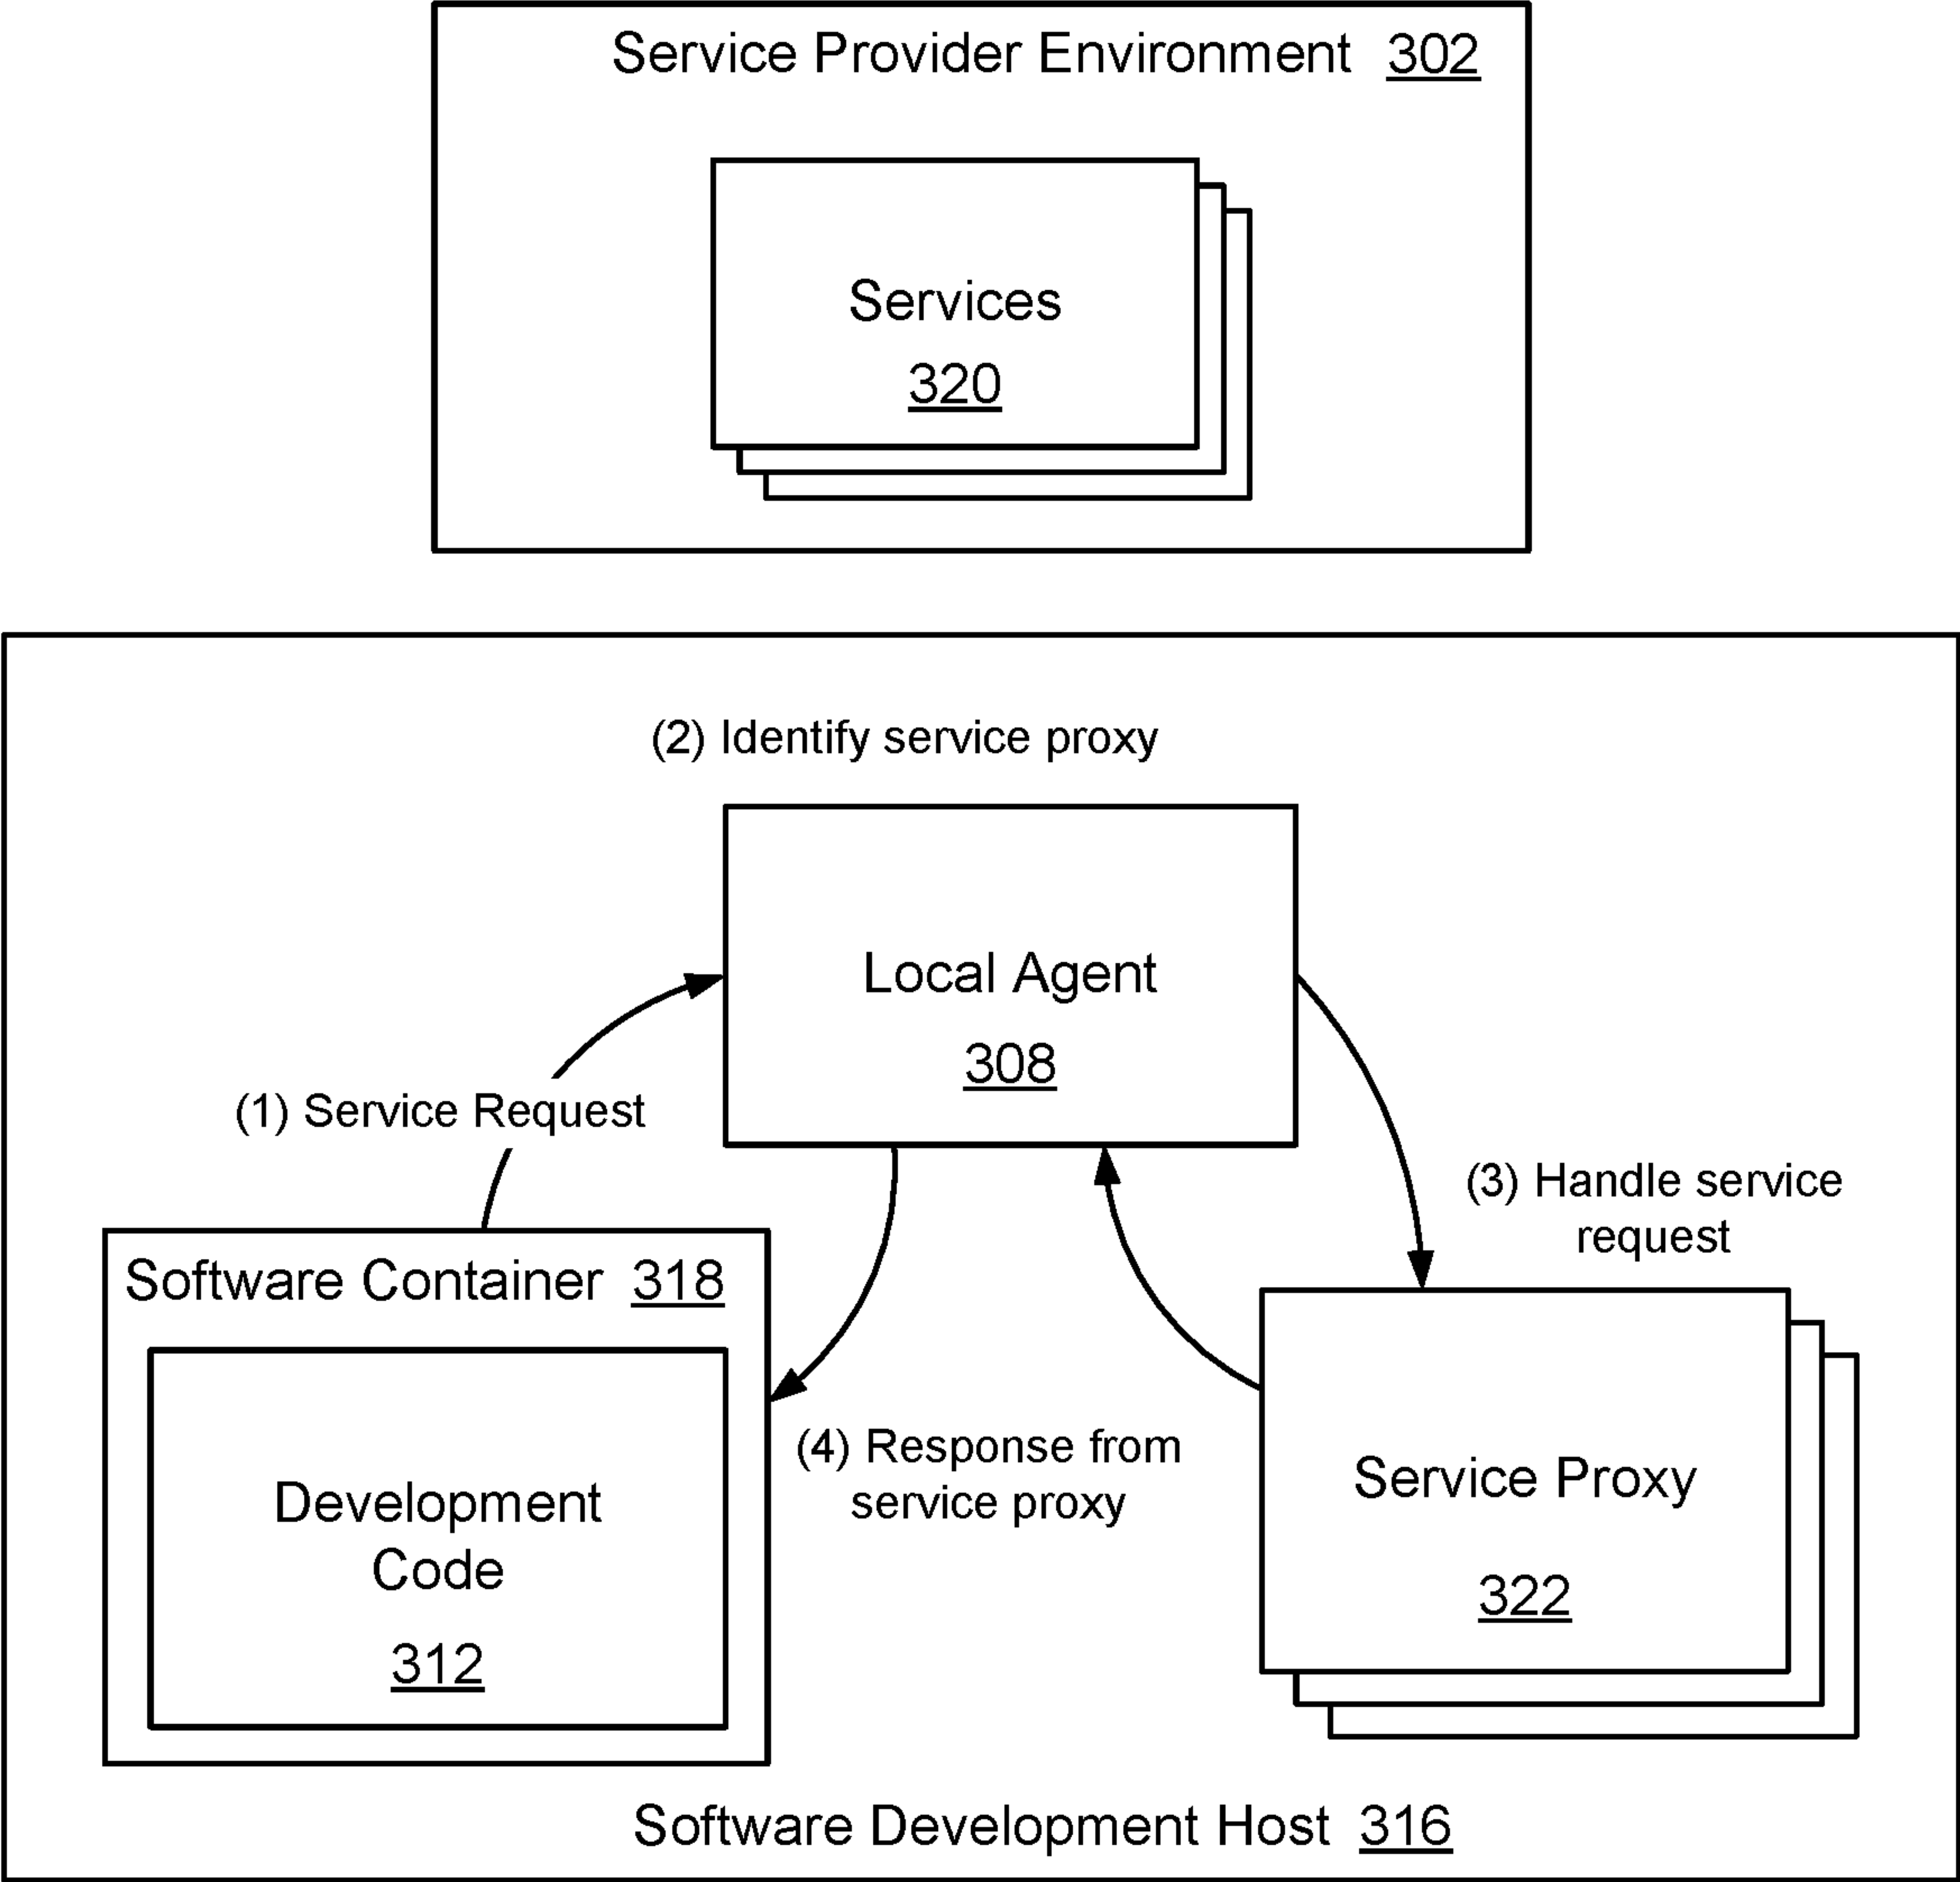 Service Provider Environment 302
Services
320
(2) Identify service proxy
Local Agent
308
(1) Service Request
(3) Handle service
request
Software Container 318
Development
Code
312
(4) Response from
service proxy
Service Proxy
322
Software Development Host 316